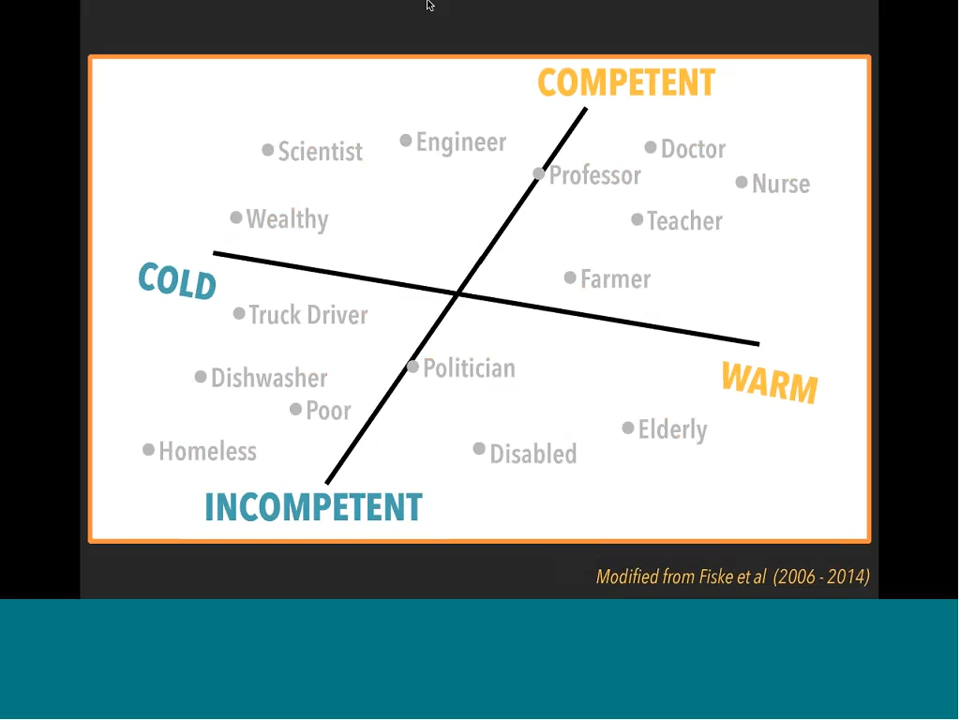 COMPETENT
Scientist
Engineer
Doctor
Professor
Nurse
Wealthy
Teacher
COLD
Farmer
Truck Driver
Politician
WARM
Dishwasher
Poor
Elderly
Homeless
Disabled
INCOMPETENT
Modified from Fiske et al (2006 - 2014)